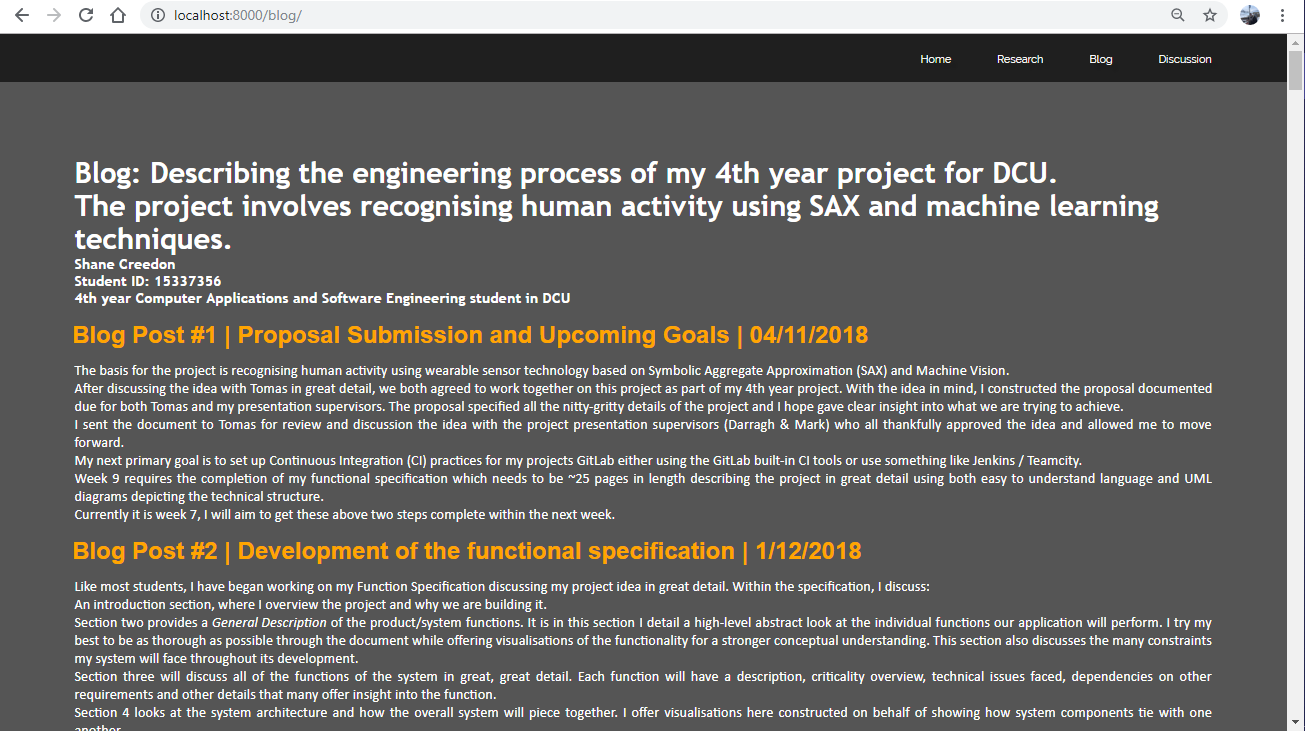 localhost:8000/blog/
Home Research Blog Discussion
Blog: Describing the engineering process of my 4th year project for DCU.
The project involves recognising human activity using SAX and machine learning
techniques.
Shane Creedon
Student ID: 15337356
4th year Computer Applications and Software Engineering student in DCU
Blog Post #1 | Proposal Submission and Upcoming Goals | 04/11/2018
The basis for the project is recognising human activity using wearable sensor technology based on Symbolic Aggregate Approximation (SAX) and Machine Vision.
After discussing the idea with Tomas in great detail, we both agreed to work together on this project as part of my 4th year project. With the idea in mind, I constructed the proposal documented
due for both Tomas and my presentation supervisors. The proposal specified all the nitty-gritty details of the project and I hope gave clear insight into what we are trying to achieve.
I sent the document to Tomas for review and discussion the idea with the project presentation supervisors (Darragh & Mark) who all thankfully approved the idea and allowed me to move
forward.
My next primary goal is to set up Continuous Integration (CI) practices for my projects GitLab either using the GitLab built-in CI tools or use something like Jenkins / Teamcity.
Week 9 requires the completion of my functional specification which needs to be ~25 pages in length describing the project in great detail using both easy to understand language and UML
diagrams depicting the technical structure.
Currently it is week 7, I will aim to get these above two steps complete within the next week.
Blog Post #2 | Development of the functional specification | 1/12/2018
Like most students, I have began working on my Function Specification discussing my project idea in great detail. Within the specification, I discuss:
An introduction section, where I overview the project and why we are building it.
Section two provides a General Description of the product/system functions. It is in this section I detail a high-level abstract look at the individual functions our application will perform. I try my
best to be as thorough as possible through the document while offering visualisations of the functionality for a stronger conceptual understanding. This section also discusses the many constraints
my system will face throughout its development.
Section three will discuss all of the functions of the system in great, great detail. Each function will have a description, criticality overview, technical issues faced, dependencies on other
requirements and other details that many offer insight into the function.
Section 4 looks at the system architecture and how the overall system will piece together. I offer visualisations here constructed on behalf of showing how system components tie with one
another.